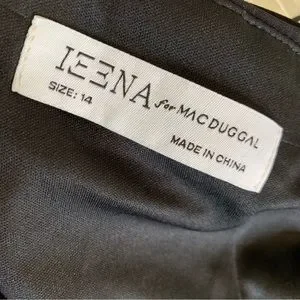 IEENA for MAC DUGGAL
SIZE: 14
MADE IN CHINA